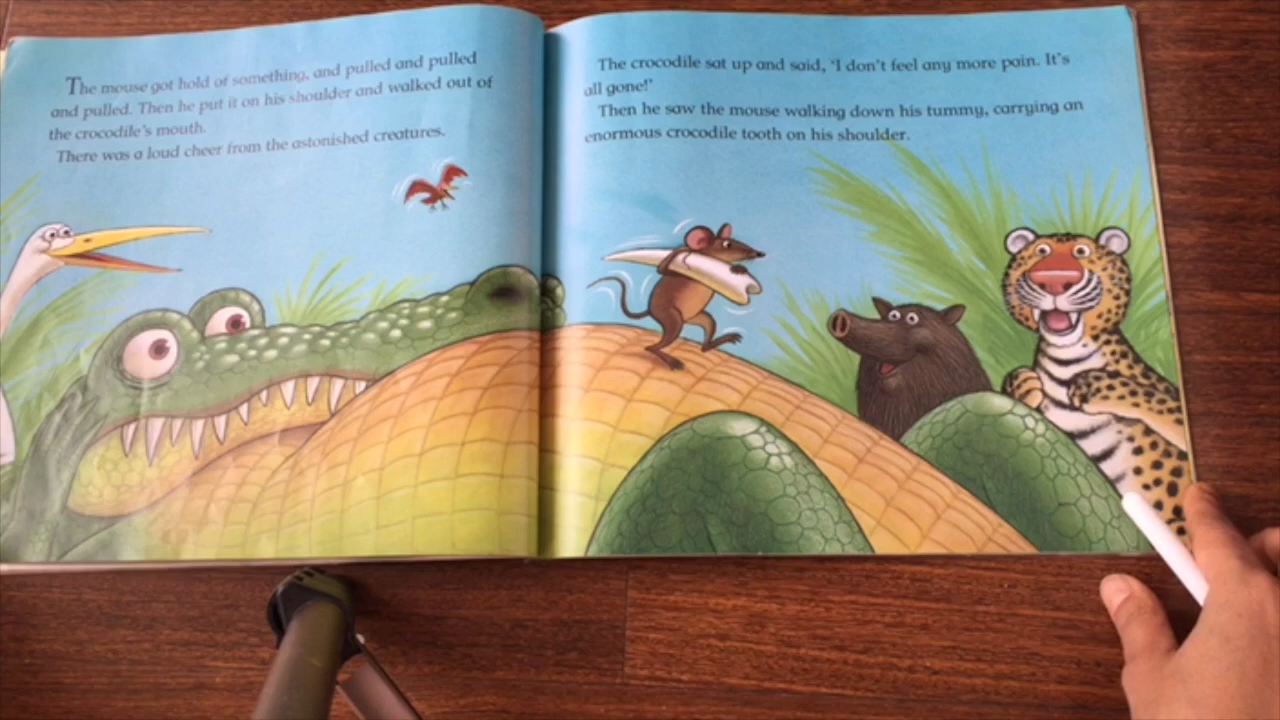 The mouse got hold of something, and pulled and pulled
and pulled. Then he put it on his shoulder and walked out of
the crocodile's mouth.
There was a loud cheer from the astonished creatures.
The crocodile sat up and said, 'I don't feel any more pain. It's
all gone!'
Then he saw the mouse walking down his tummy, carrying an
enormous crocodile tooth on his shoulder.